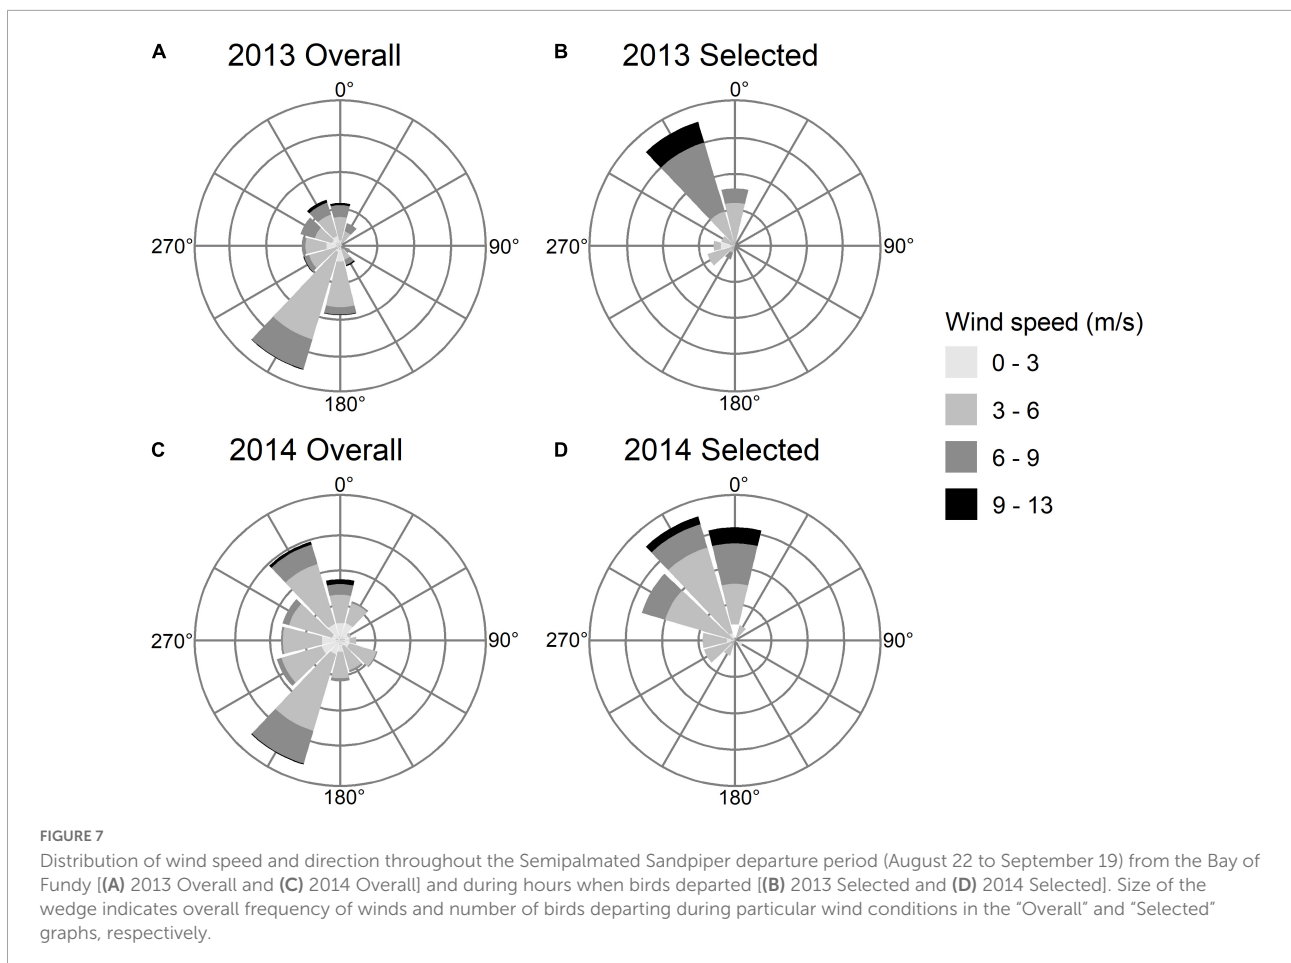 A
2013 Overall
0°
270°
90°
180°
B
2013 Selected
0°
270°
90°
180°
C
2014 Overall
0°
270°
90°
180°
D
2014 Selected
0°
270°
90°
180°
Wind speed (m/s)
0 - 3
3 - 6
6 - 9
9 - 13
FIGURE 7
Distribution of wind speed and direction throughout the Semipalmated Sandpiper departure period (August 22 to September 19) from the Bay of
Fundy [(A) 2013 Overall and (C) 2014 Overall] and during hours when birds departed [(B) 2013 Selected and (D) 2014 Selected]. Size of the
wedge indicates overall frequency of winds and number of birds departing during particular wind conditions in the “Overall” and “Selected”
graphs, respectively.